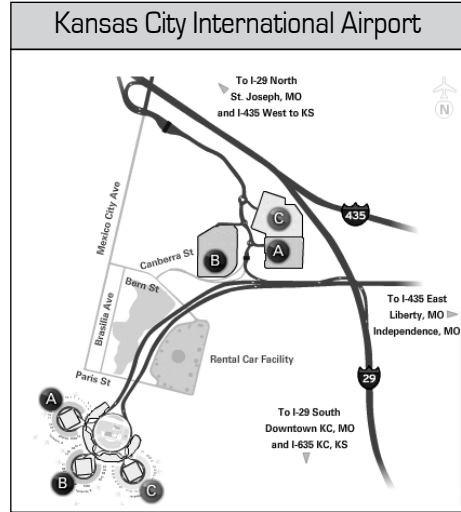 Kansas City International Airport
To I-29 North
St. Joseph, MO
and I-435 West to KS
N
Mexico City Ave
C
435
A
B
Canberra St
Bern St
Brasilia Ave
To I-435 East
Liberty, MO
Independence, MO
Rental Car Facility
Paris St
29
A
To I-29 South
Downtown KC, MO
and I-635 KC, KS
B
C